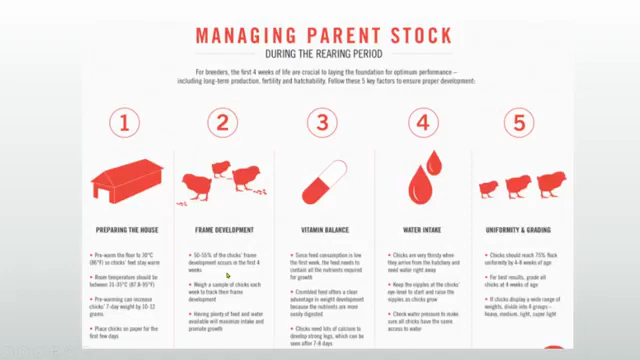 MANAGING PARENT STOCK
DURING THE REARING PERIOD
For breeders, the first 4 weeks of life are crucial to laying the foundation for optimum performance –
including long-term production, fertility and hatchability. Follow these 5 key factors to ensure proper development:
1
2
3
4
5
PREPARING THE HOUSE
• Pre-warm the floor to 30°C
(86°F) so chicks' feet stay warm
• Room temperature should be
between 31-35°C (87.8-95°F)
• Pre-warming can increase
chicks' 7-day weight by 10-12
grams
• Place chicks on paper for the
first few days
FRAME DEVELOPMENT
• 50-55% of the chicks' frame
development occurs in the first 4
weeks
• Weigh a sample of chicks each
week to track their frame
development
• Having plenty of feed and water
available will maximize intake and
promote growth
VITAMIN BALANCE
• Since feed consumption is low
the first week, the feed needs to
contain all the nutrients required
for growth
• Crumbled feed offers a clear
advantage in weight development
because the nutrients are more
easily digested
• Chicks need lots of calcium to
develop strong legs, which can be
seen after 7-8 days
WATER INTAKE
• Chicks are very thirsty when
they arrive from the hatchery and
need water right away
• Keep the nipples at the chicks'
eye-level to start and raise the
nipples as chicks grow
• Check water pressure to make
sure all chicks have the same
access to water
UNIFORMITY & GRADING
• Chicks should reach 75% flock
uniformity by 4-8 weeks of age
• For best results, grade all
chicks at 4 weeks of age
• If chicks display a wide range of
weights, divide into 4 groups –
heavy, medium, light, super light